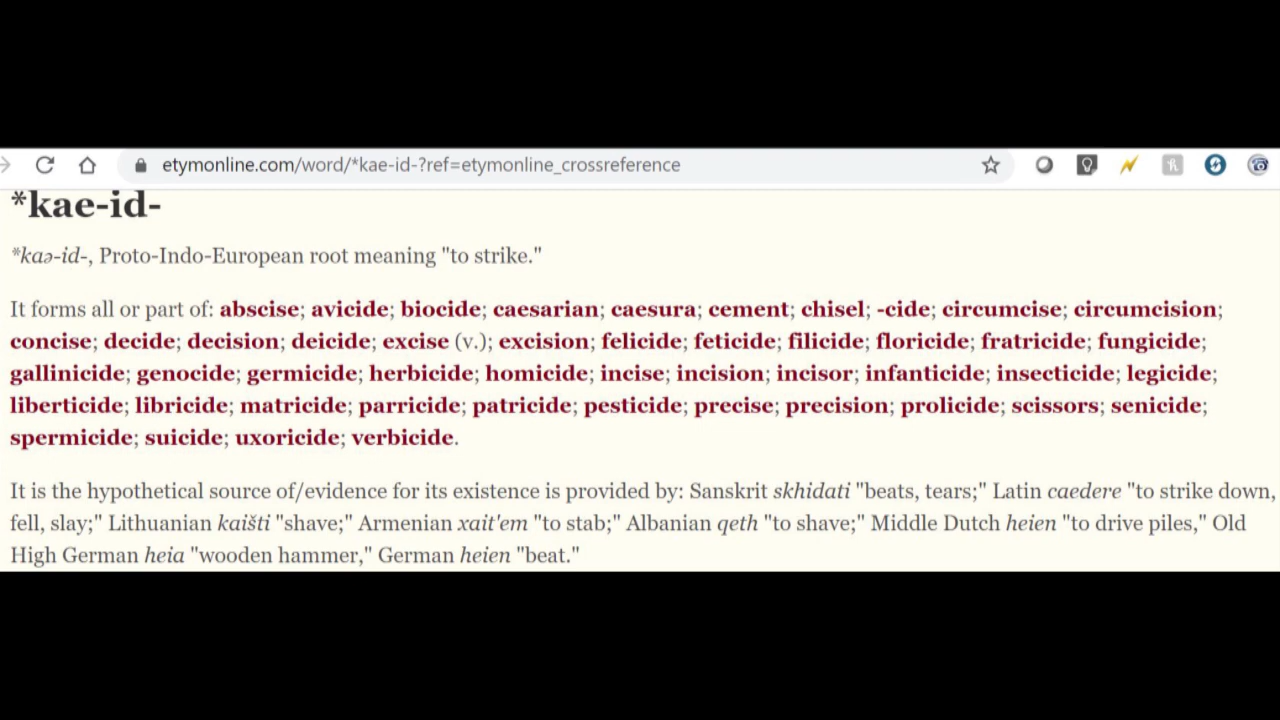 etymonline.com/word/*kae-id-?ref=etymonline_crossreference
*kae-id-
*kaə-id-, Proto-Indo-European root meaning "to strike."
It forms all or part of: abscise; avicide; biocide; caesarian; caesura; cement; chisel; -cide; circumcise; circumcision;
concise; decide; decision; deicide; excise (v.); excision; felicide; feticide; filicide; floricide; fratricide; fungicide;
gallinicide; genocide; germicide; herbicide; homicide; incise; incision; incisor; infanticide; insecticide; legicide;
liberticide; libricide; matricide; parricide; patricide; pesticide; precise; precision; prolicide; scissors; senicide;
spermicide; suicide; uxoricide; verbicide.
It is the hypothetical source of/evidence for its existence is provided by: Sanskrit skhidati "beats, tears;" Latin caedere "to strike down,
fell, slay;" Lithuanian kaišti "shave;" Armenian xait'em "to stab;" Albanian qeth "to shave;" Middle Dutch heien "to drive piles," Old
High German heia "wooden hammer," German heien "beat."